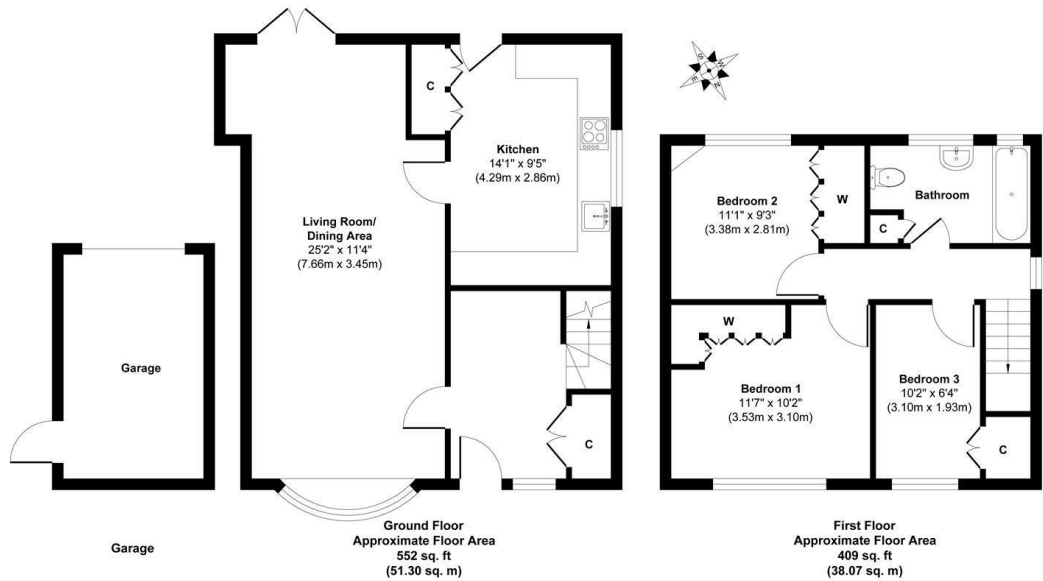 C
Kitchen
14'1" x 9'5"
(4.29m x 2.86m)
Living Room/
Dining Area
25'2" x 11'4"
(7.66m x 3.45m)
C
Garage
Garage
Ground Floor
Approximate Floor Area
552 sq. ft
(51.30 sq. m)
S
W
E
N
Bedroom 2
11'1" x 9'3"
(3.38m x 2.81m)
W
Bathroom
C
W
Bedroom 1
11'7" x 10'2"
(3.53m x 3.10m)
Bedroom 3
10'2" x 6'4"
(3.10m x 1.93m)
C
First Floor
Approximate Floor Area
409 sq. ft
(38.07 sq. m)